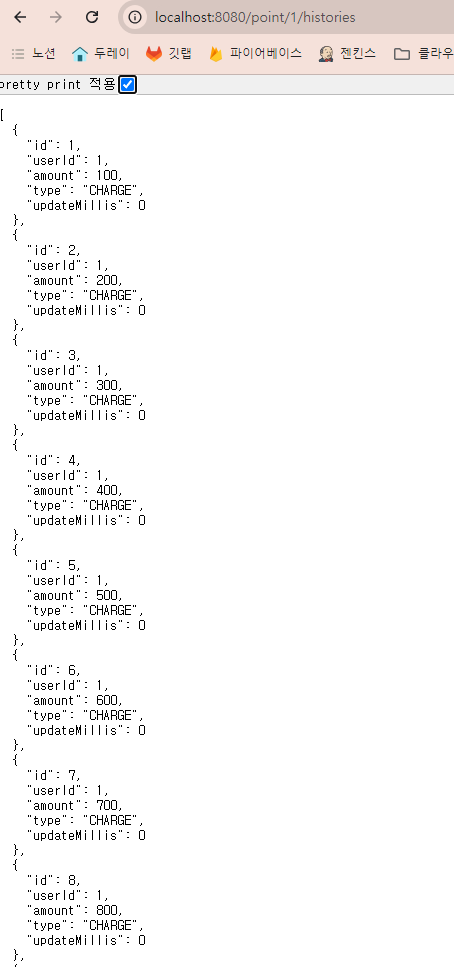 localhost:8080/point/1/histories
노션 두레이 깃랩 파이어베이스 젠킨스 클라우
pretty print 적용
[
  {
    "id": 1,
    "userId": 1,
    "amount": 100,
    "type": "CHARGE",
    "updateMillis": 0
  },
  {
    "id": 2,
    "userId": 1,
    "amount": 200,
    "type": "CHARGE",
    "updateMillis": 0
  },
  {
    "id": 3,
    "userId": 1,
    "amount": 300,
    "type": "CHARGE",
    "updateMillis": 0
  },
  {
    "id": 4,
    "userId": 1,
    "amount": 400,
    "type": "CHARGE",
    "updateMillis": 0
  },
  {
    "id": 5,
    "userId": 1,
    "amount": 500,
    "type": "CHARGE",
    "updateMillis": 0
  },
  {
    "id": 6,
    "userId": 1,
    "amount": 600,
    "type": "CHARGE",
    "updateMillis": 0
  },
  {
    "id": 7,
    "userId": 1,
    "amount": 700,
    "type": "CHARGE",
    "updateMillis": 0
  },
  {
    "id": 8,
    "userId": 1,
    "amount": 800,
    "type": "CHARGE",
    "updateMillis": 0
  },
  {